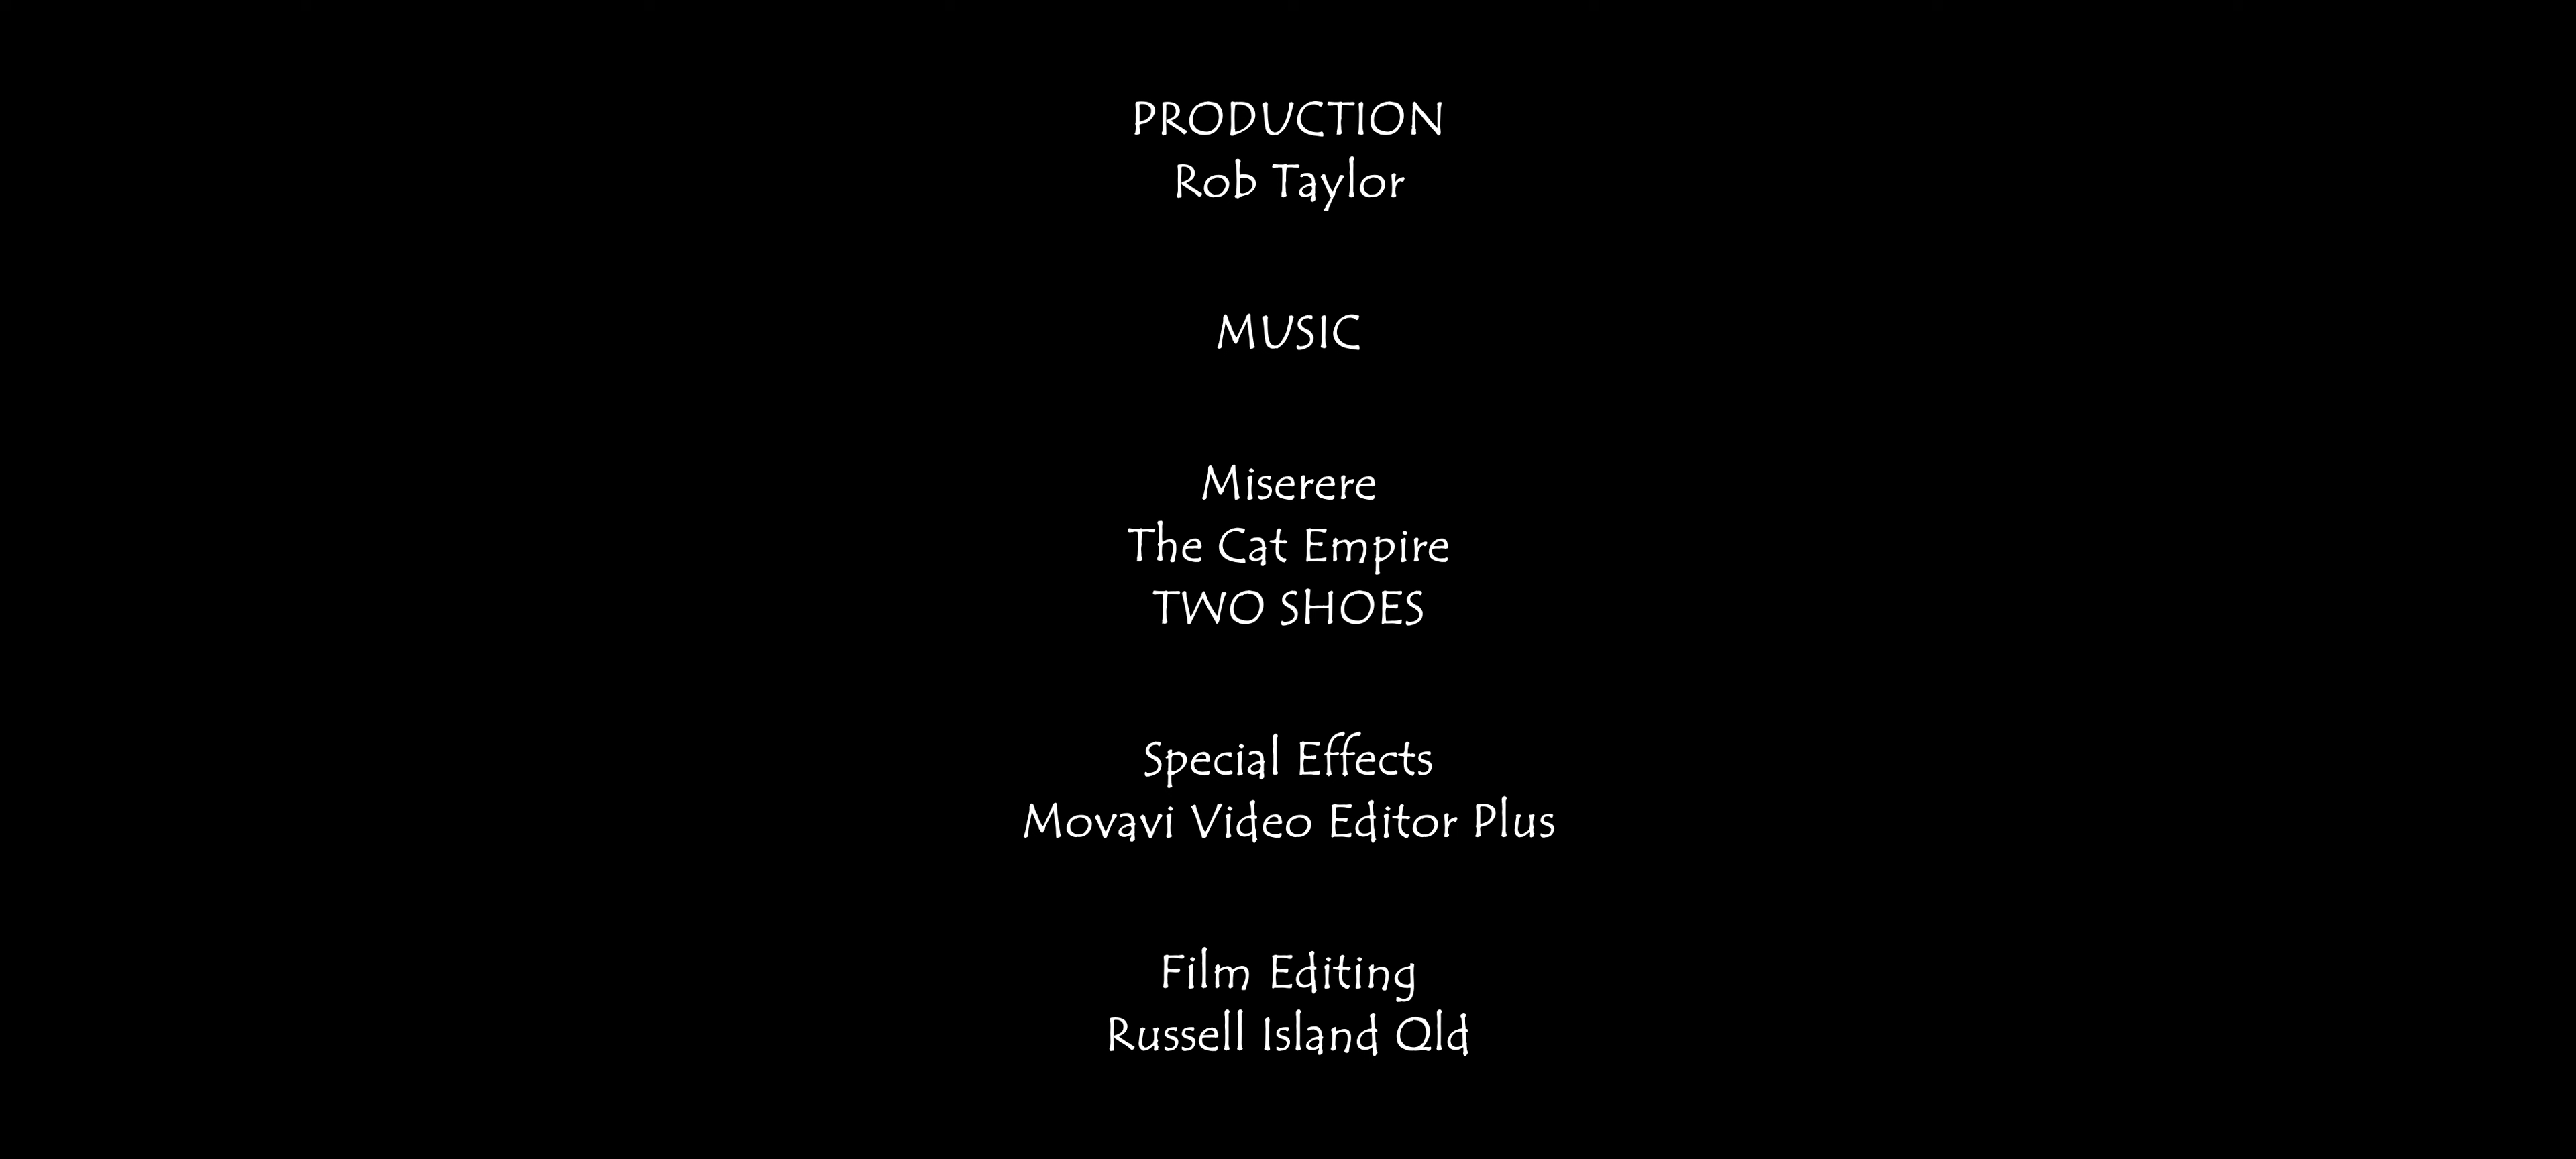 PRODUCTION
Rob Taylor
MUSIC
Miserere
The Cat Empire
TWO SHOES
Special Effects
Movavi Video Editor Plus
Film Editing
Russell Island Qld